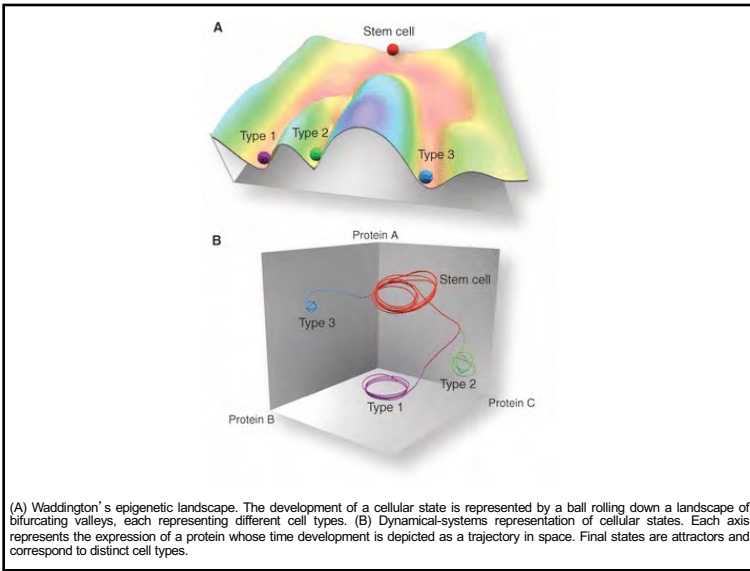 A
Stem cell
Type 1
Type 2
Type 3
B
Protein A
Stem cell
Type 3
Type 2
Type 1
Protein B
Protein C
(A) Waddington's epigenetic landscape. The development of a cellular state is represented by a ball rolling down a landscape of
bifurcating valleys, each representing different cell types. (B) Dynamical-systems representation of cellular states. Each axis
represents the expression of a protein whose time development is depicted as a trajectory in space. Final states are attractors and
correspond to distinct cell types.